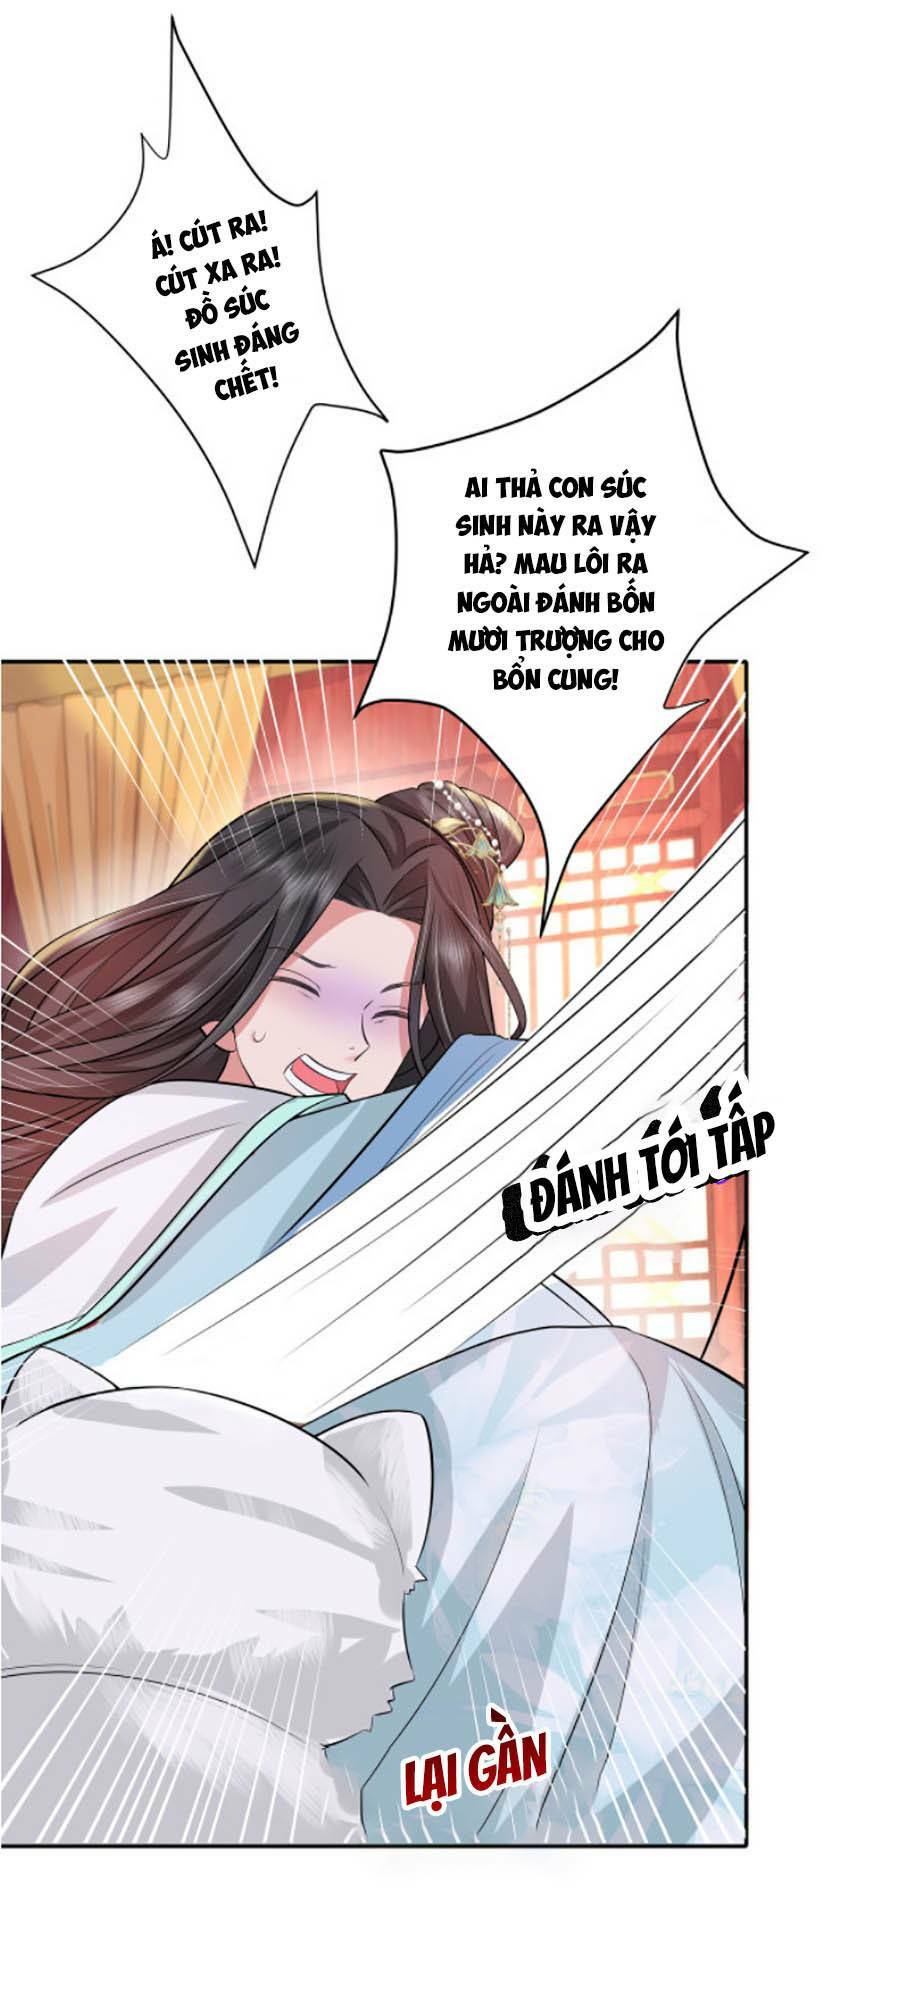 Á! CÚT RA!
CÚT XA RA!
ĐỒ SÚC
SINH ĐÁNG
CHẾT!
AI THẢ CON SÚC
SINH NÀY RA VẬY
HẢ? MAU LÔI RA
NGOÀI ĐÁNH BỐN
MƯƠI TRƯỢNG CHO
BỔN CUNG!
ĐÁNH TỚI TẤP
LẠI GẦN